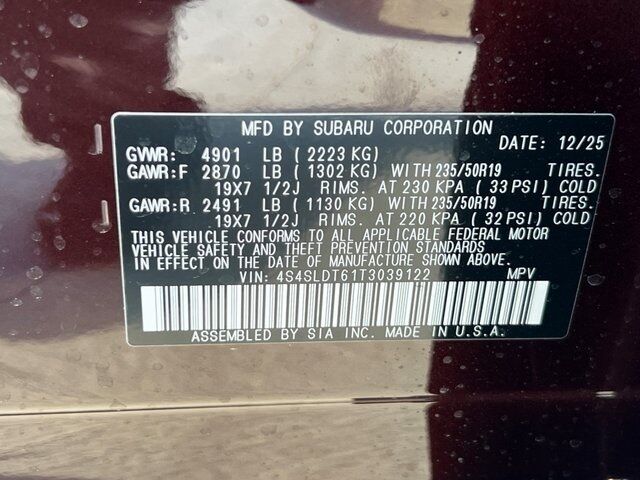 MFD BY SUBARU CORPORATION
DATE: 12/25
GVWR: 4901 LB ( 2223 KG)
GAWR:F 2870 LB ( 1302 KG) WITH 235/50R19 TIRES.
19X7 1/2J RIMS. AT 230 KPA ( 33 PSI) COLD
GAWR:R 2491 LB ( 1130 KG) WITH 235/50R19 TIRES.
19X7 1/2J RIMS. AT 220 KPA ( 32 PSI) COLD
THIS VEHICLE CONFORMS TO ALL APPLICABLE FEDERAL MOTOR
VEHICLE SAFETY AND THEFT PREVENTION STANDARDS
IN EFFECT ON THE DATE OF MANUFACTURE SHOWN ABOVE.
VIN: 4S4SLDT61T3039122 MPV
ASSEMBLED BY SIA INC. MADE IN U.S.A.